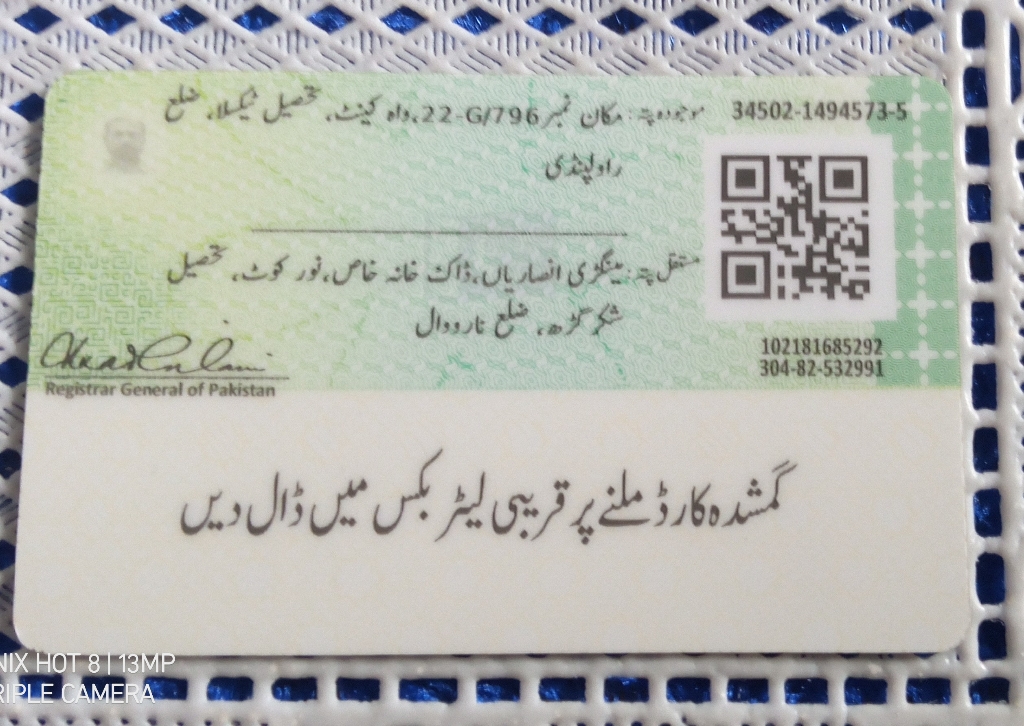 34502-1494573-5
موجودہ پتہ: مکان نمبر 22-G/796، واہ کینٹ، تحصیل ٹیکسلا، ضلع
راولپنڈی
مستقل پتہ: مینگڑی انصاریاں، ڈاک خانہ خاص، نور کوٹ، تحصیل
شکر گڑھ، ضلع نارووال
102181685292
304-82-532991
Registrar General of Pakistan
گمشدہ کارڈ ملنے پر قریبی لیٹر بکس میں ڈال دیں
NIX HOT 8 | 13MP
RIPLE CAMERA